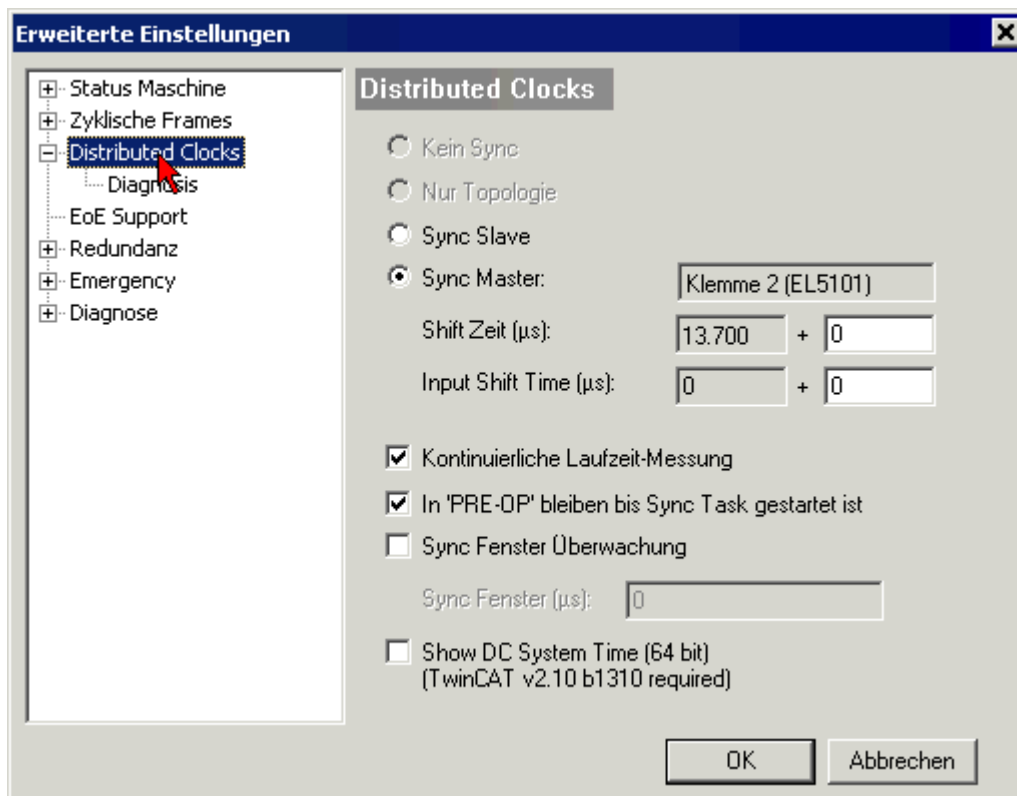 Erweiterte Einstellungen
Status Maschine
Zyklische Frames
Distributed Clocks
Diagnosis
EoE Support
Redundanz
Emergency
Diagnose
Distributed Clocks
Kein Sync
Nur Topologie
Sync Slave
Sync Master: Klemme 2 (EL5101)
Shift Zeit (µs): 13.700 + 0
Input Shift Time (µs): 0 + 0
Kontinuierliche Laufzeit-Messung
In 'PRE-OP' bleiben bis Sync Task gestartet ist
Sync Fenster Überwachung
Sync Fenster (µs): 0
Show DC System Time (64 bit)
(TwinCAT v2.10 b1310 required)
OK Abbrechen